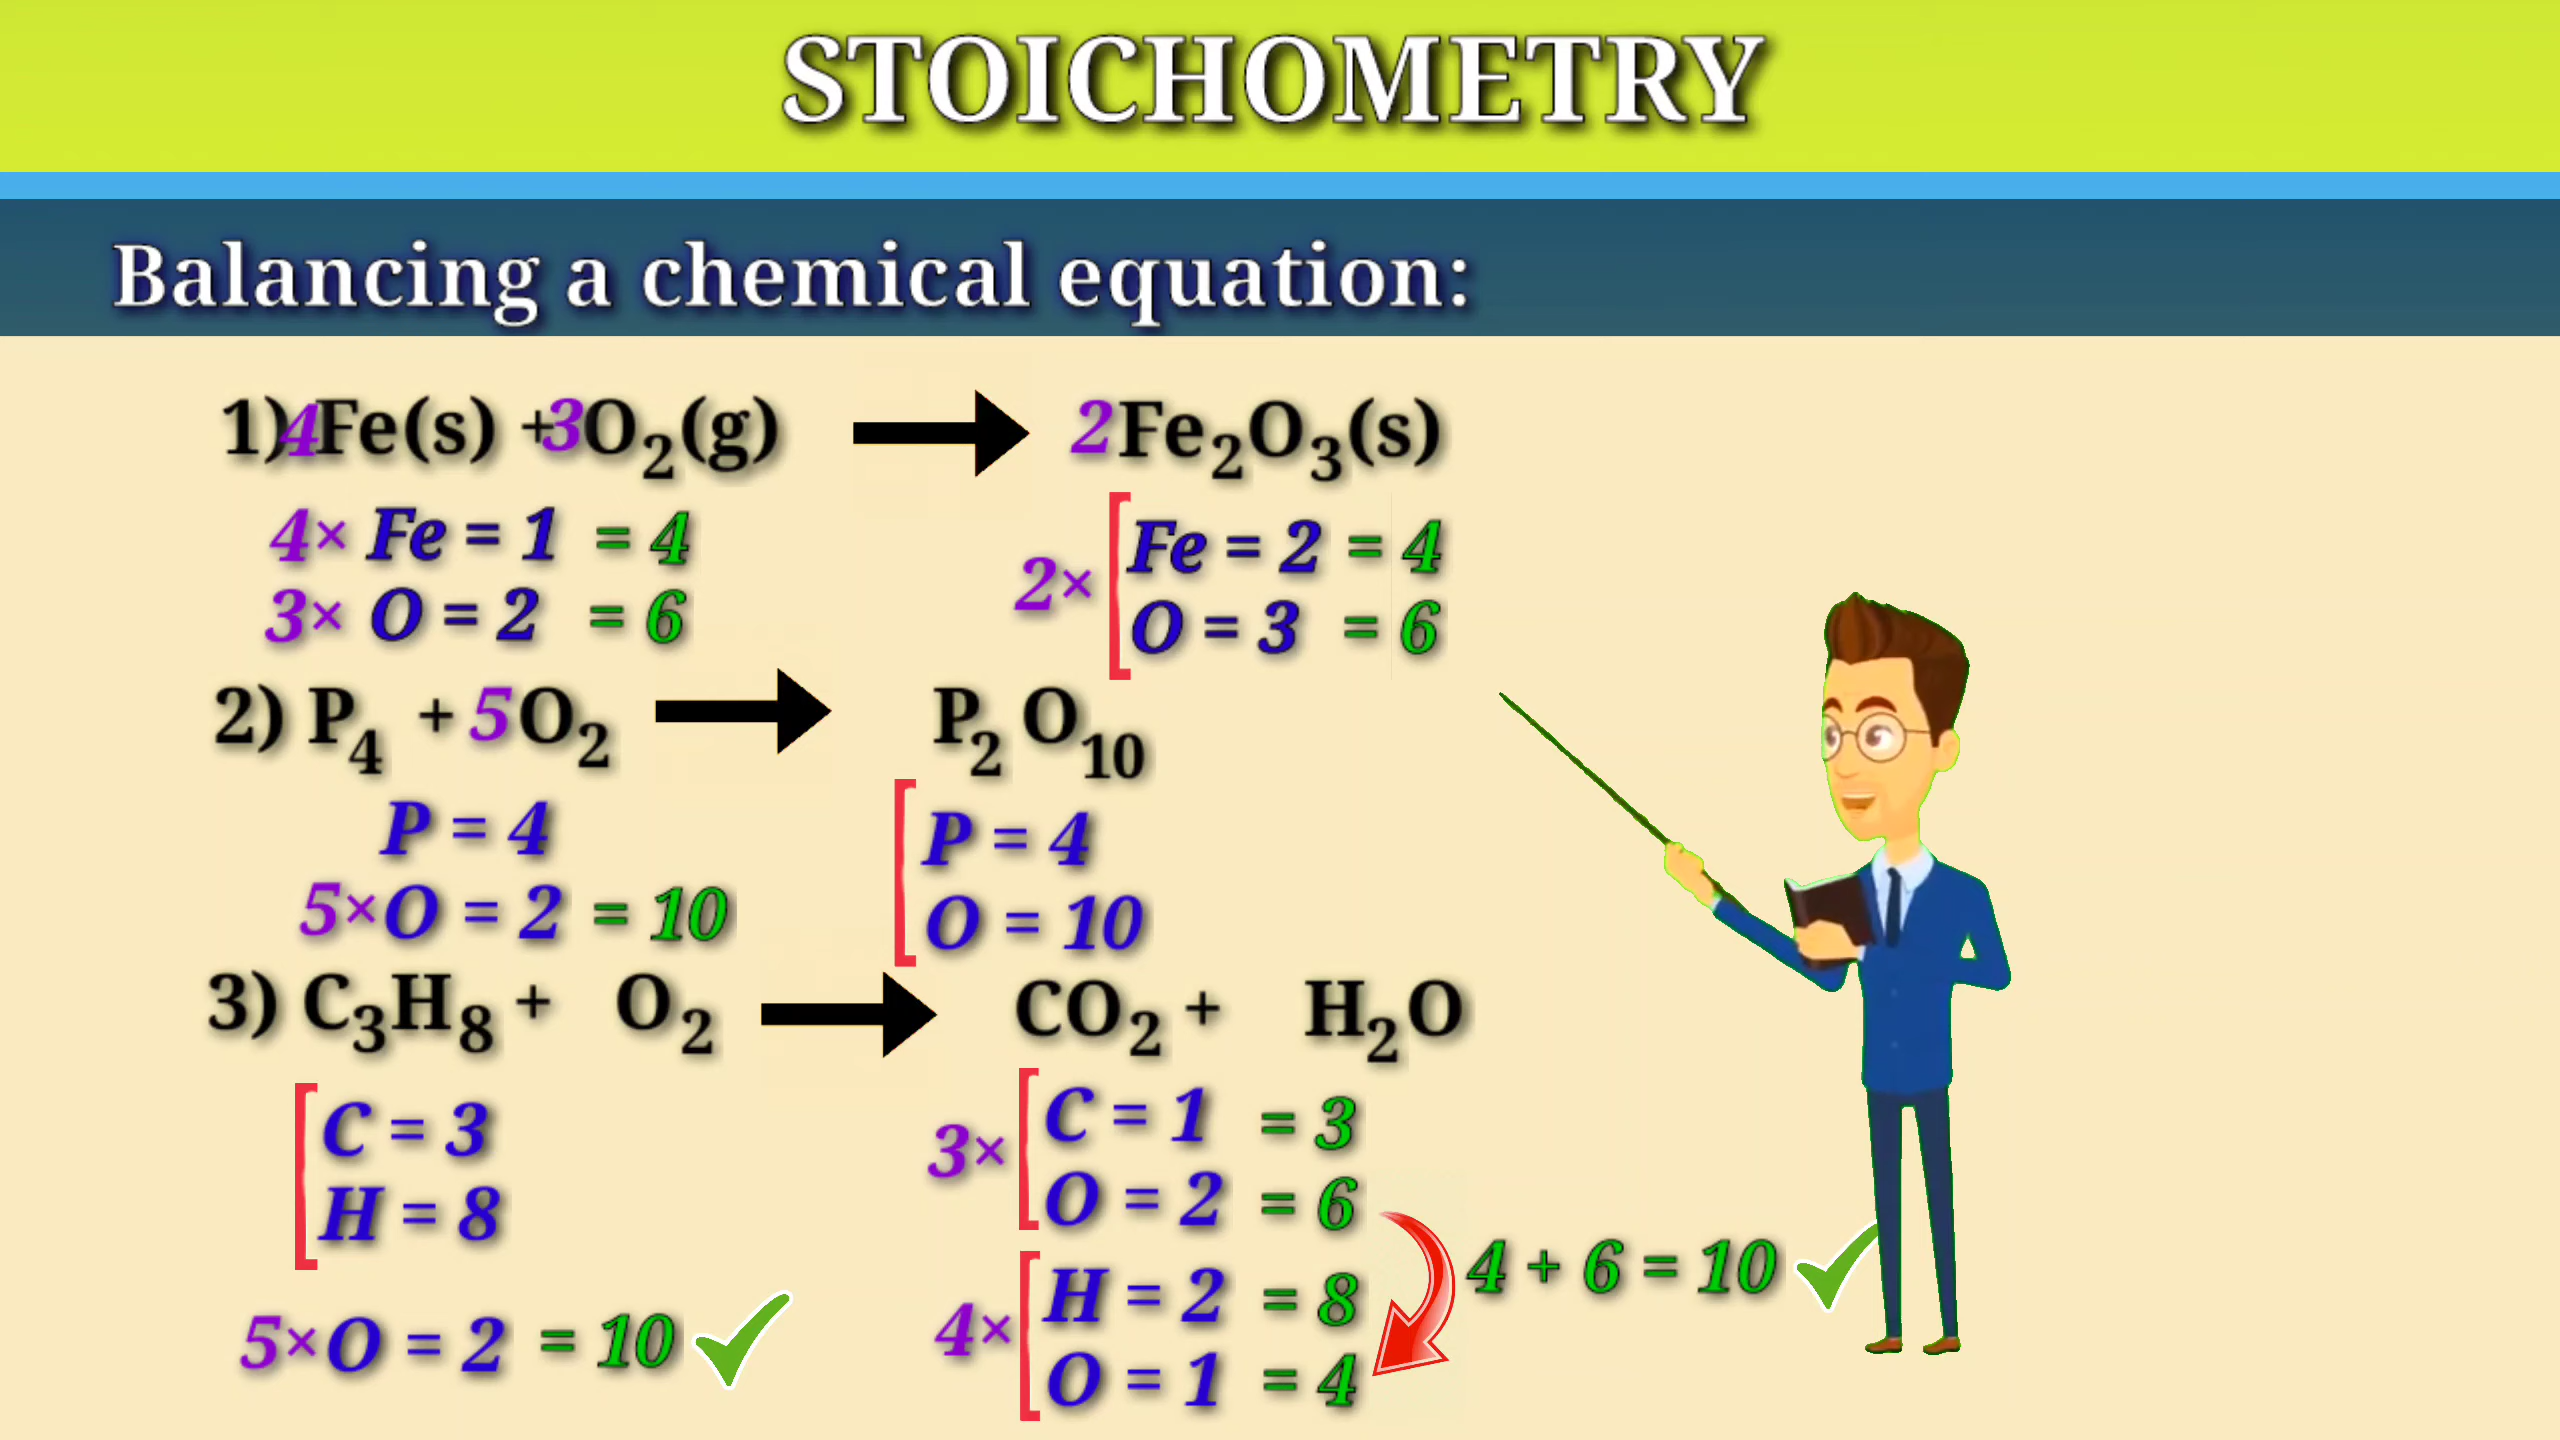 STOICHOMETRY
Balancing a chemical equation:
1) 4Fe(s) + 3O₂(g) → 2Fe₂O₃(s)
4× Fe = 1 = 4
3× O = 2 = 6
2× [ Fe = 2 = 4
O = 3 = 6
2) P₄ + 5O₂ → P₂O₁₀
P = 4
5× O = 2 = 10
[ P = 4
O = 10
3) C₃H₈ + O₂ → CO₂ + H₂O
[ C = 3
H = 8
5× O = 2 = 10 ✓
3× [ C = 1 = 3
O = 2 = 6
4× [ H = 2 = 8
O = 1 = 4
4 + 6 = 10 ✓